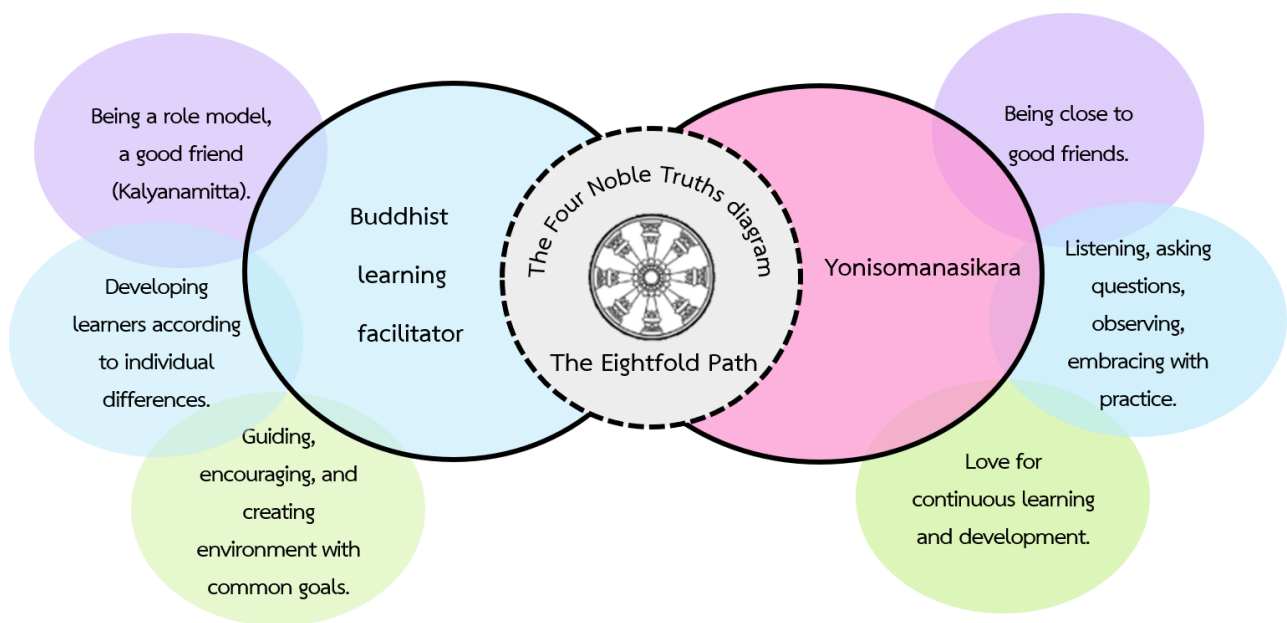 Being a role model,
a good friend
(Kalyanamitta).
Developing
learners according
to individual
differences.
Guiding,
encouraging, and
creating
environment with
common goals.
Buddhist
learning
facilitator
The Four Noble Truths diagram
The Eightfold Path
Yonisomanasikara
Being close to
good friends.
Listening, asking
questions,
observing,
embracing with
practice.
Love for
continuous learning
and development.